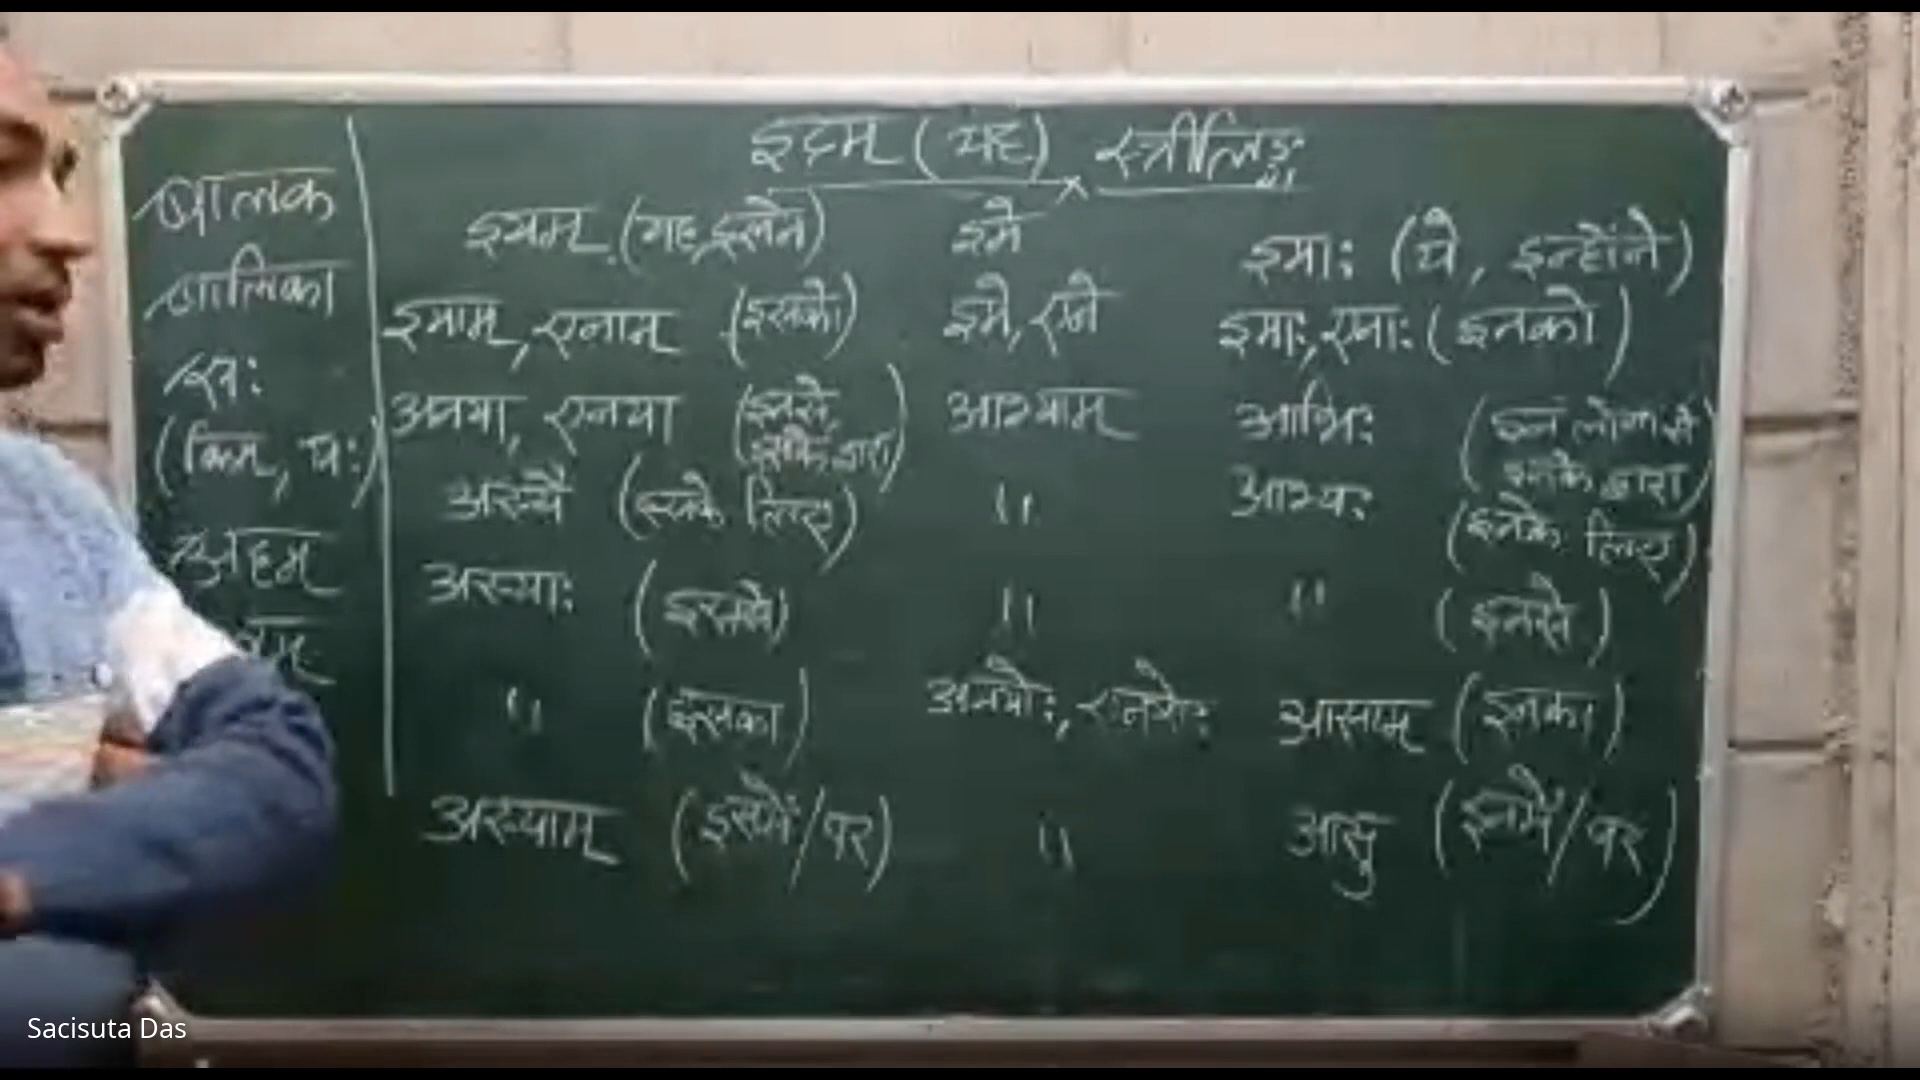 इदम् (यह) स्त्रीलिङ्ग
बालक
बालिका
सः
(किम्, यः)
अहम्
इयम् (यह, इसने) इमे इमाः (ये, इन्होंने)
इमाम्, एनाम् (इसको) इमे, एने इमाः, एनाः (इनको)
अनया, एनया (इससे, इसके द्वारा) आभ्याम् आभिः (इन लोगों से इनके द्वारा)
अस्यै (इसके लिए) " आभ्यः (इनके लिए)
अस्याः (इससे) " " (इनसे)
" (इसका) अनयोः, एनयोः आसाम् (इनका)
अस्याम् (इसमें/पर) " आसु (इनमें/पर)
Sacisuta Das